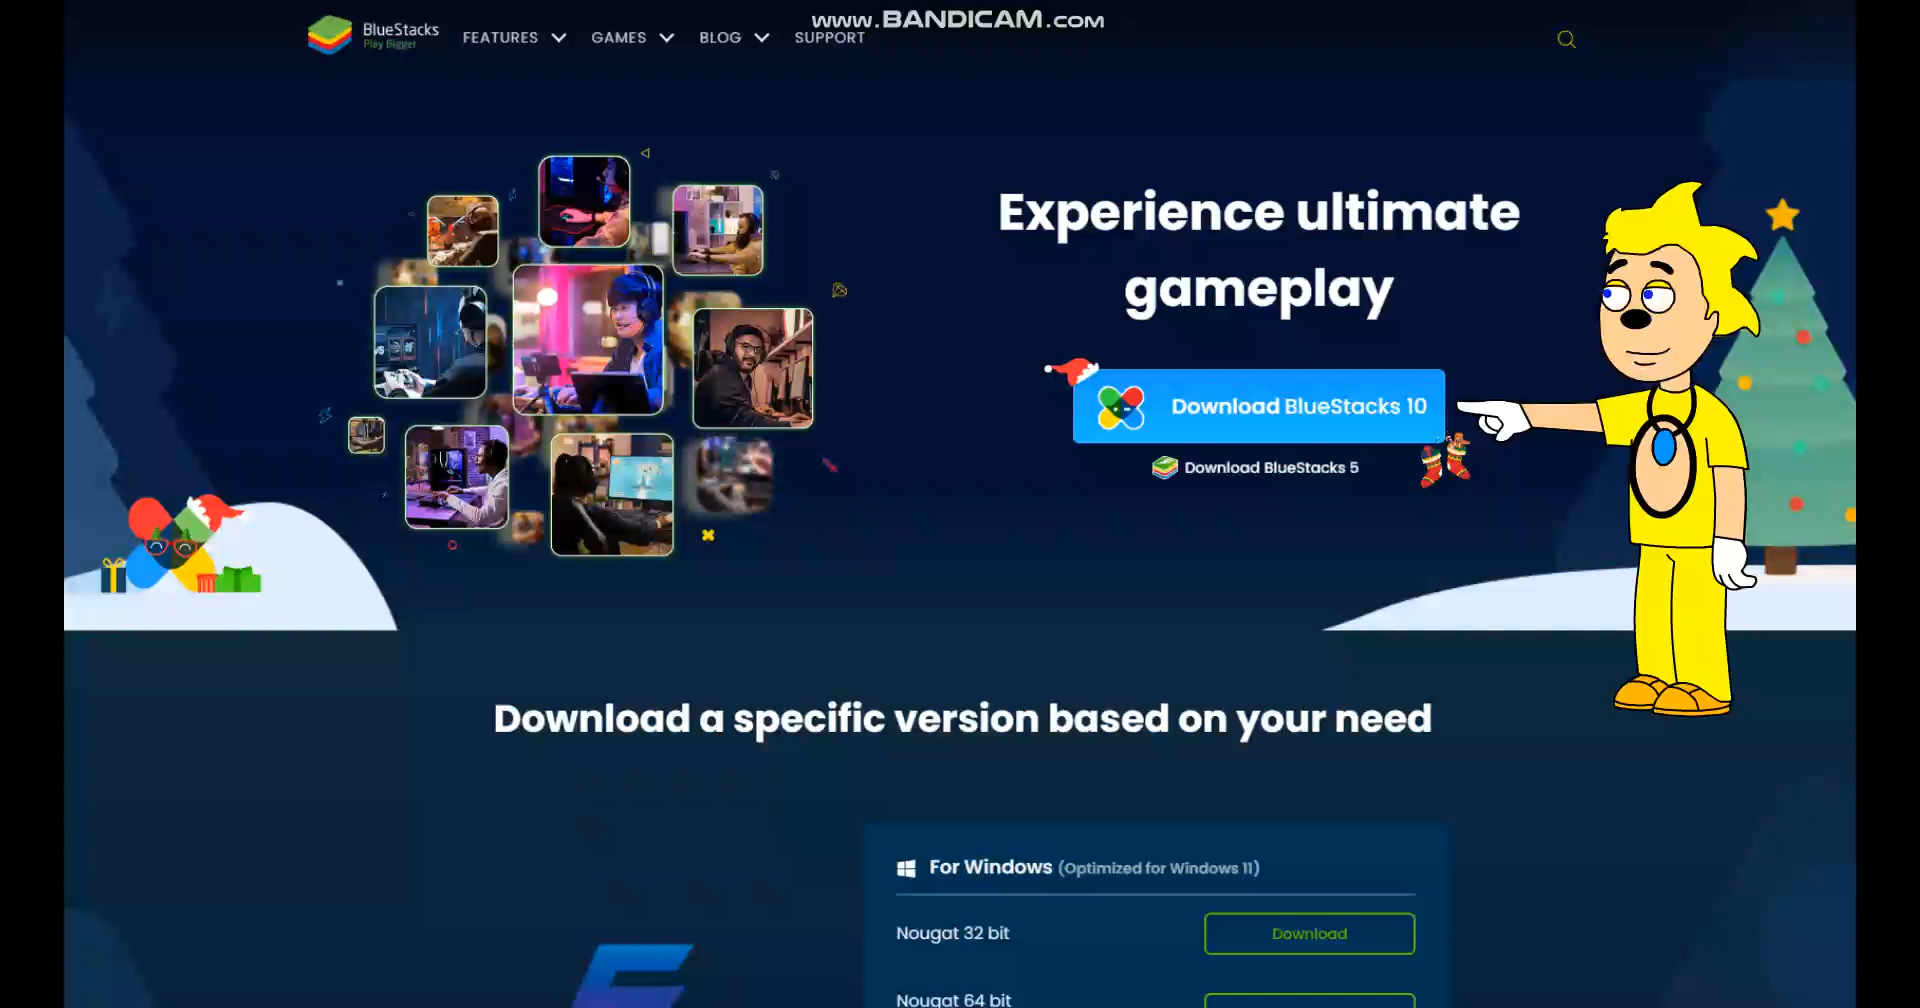 www.BANDICAM.com
BlueStacks
Play Bigger
FEATURES
GAMES
BLOG
SUPPORT
Experience ultimate
gameplay
Download BlueStacks 10
Download BlueStacks 5
Download a specific version based on your need
For Windows (Optimized for Windows 11)
Nougat 32 bit
Download
Nougat 64 bit